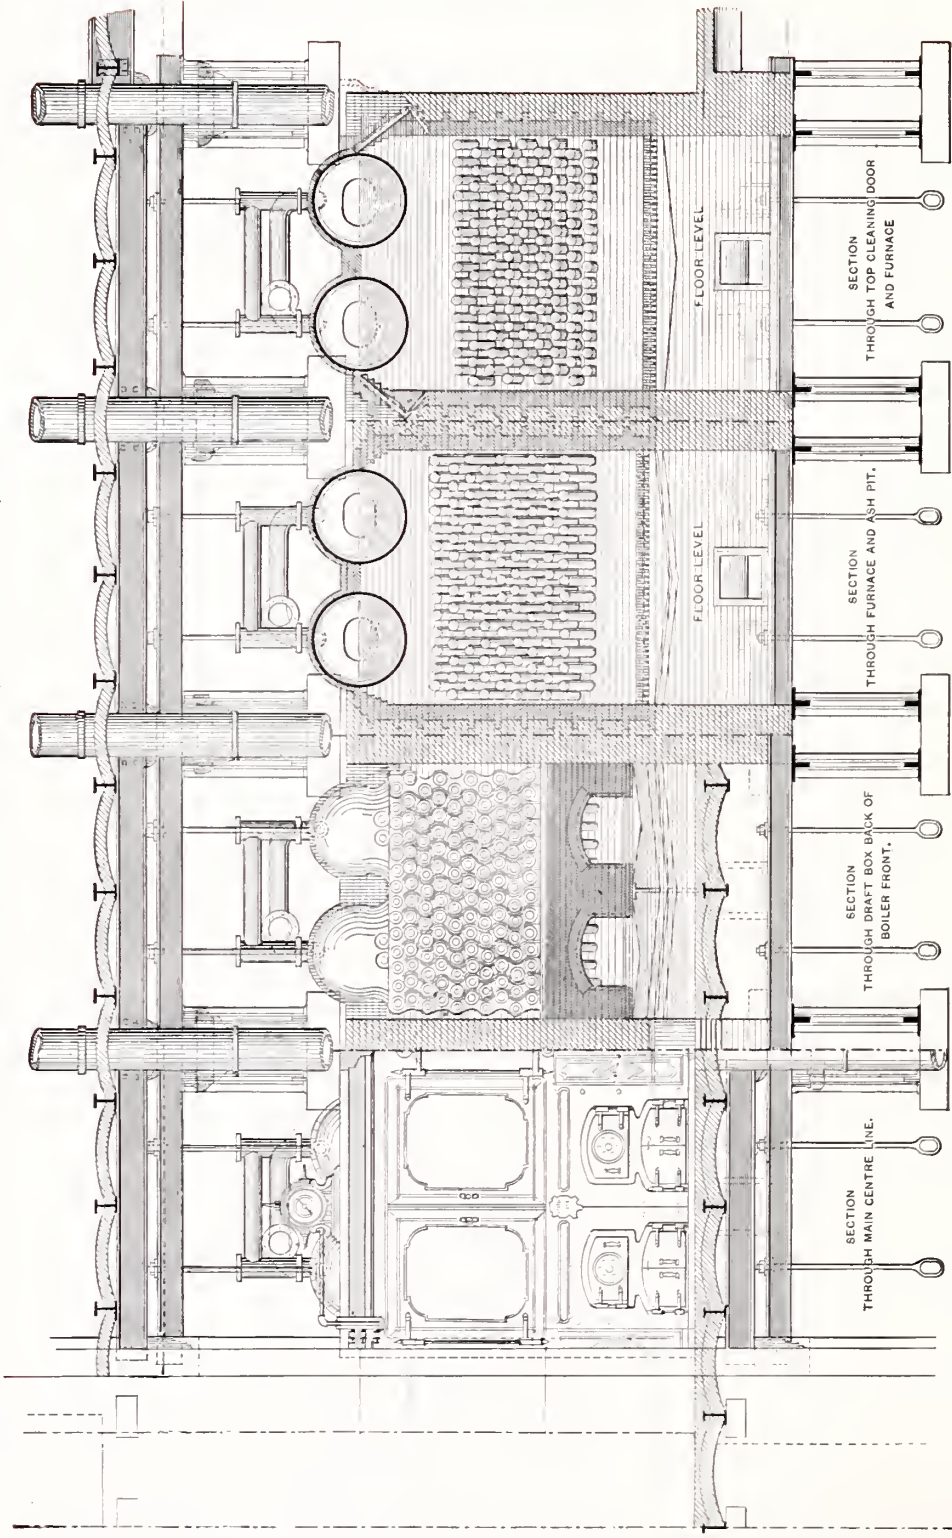 FLOOR LEVEL
FLOOR LEVEL
SECTION
THROUGH MAIN CENTRE LINE.
SECTION
THROUGH DRAFT BOX BACK OF
BOILER FRONT.
SECTION
THROUGH FURNACE AND ASH PIT.
SECTION
THROUGH TOP CLEANING DOOR
AND FURNACE